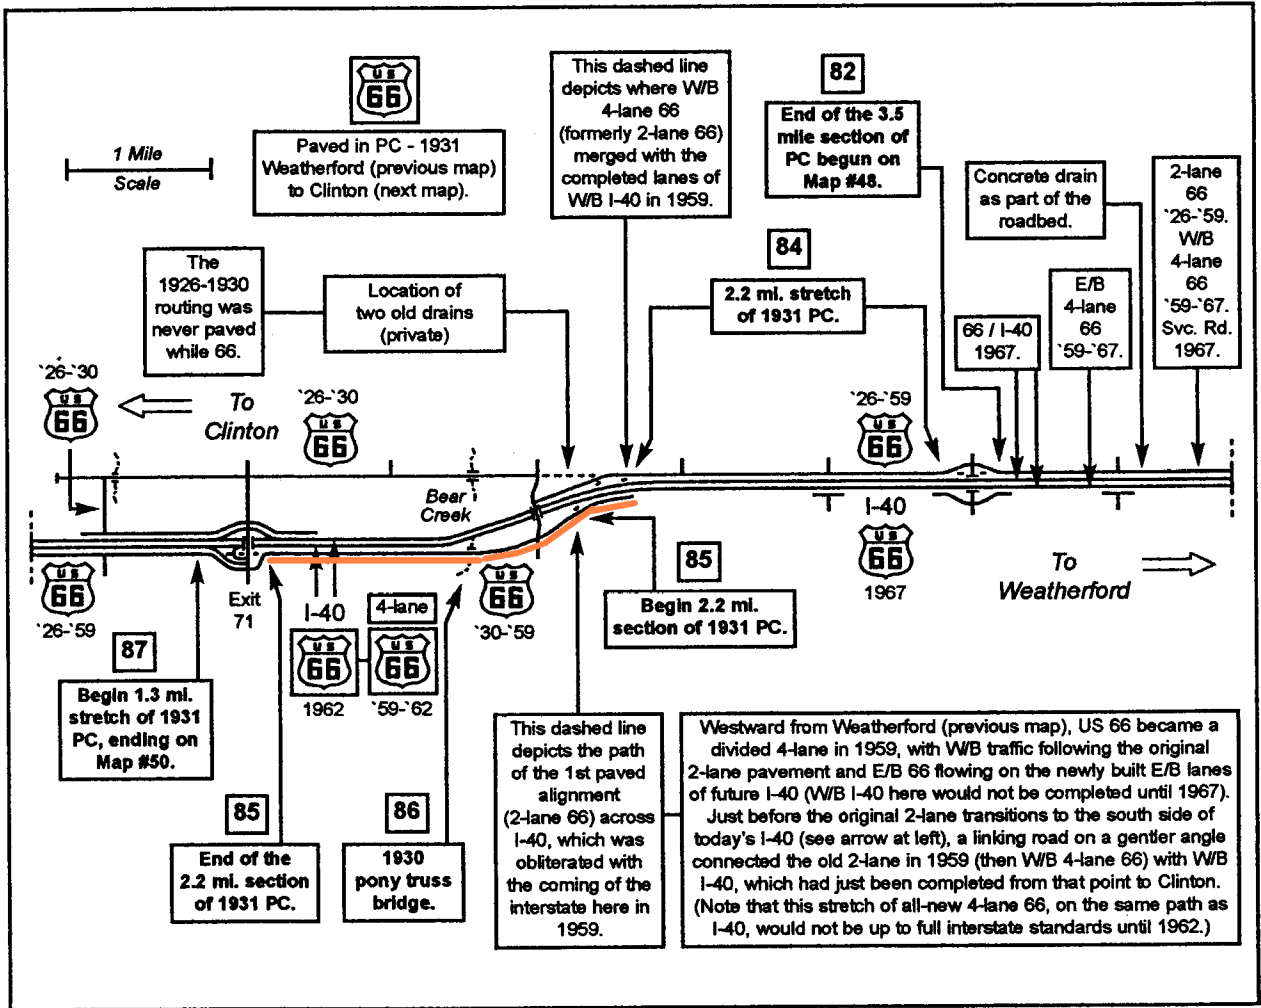 US
66
This dashed line
depicts where W/B
4-lane 66
(formerly 2-lane 66)
merged with the
completed lanes of
W/B I-40 in 1959.
82
End of the 3.5
mile section of
PC begun on
Map #48.
1 Mile
Scale
Paved in PC - 1931
Weatherford (previous map)
to Clinton (next map).
Concrete drain
as part of the
roadbed.
2-lane
66
`26-`59.
W/B
4-lane
66
`59-`67.
Svc. Rd.
1967.
The
1926-1930
routing was
never paved
while 66.
Location of
two old drains
(private)
84
2.2 mi. stretch
of 1931 PC.
66 / I-40
1967.
E/B
4-lane
66
`59-`67.
`26-`30
US
66
To
Clinton
`26-`30
US
66
`26-`59
US
66
Bear
Creek
I-40
US
66
1967
To
Weatherford
US
66
`26-`59
Exit
71
I-40
US
66
1962
4-lane
US
66
`59-`62
US
66
`30-`59
85
Begin 2.2 mi.
section of 1931 PC.
87
Begin 1.3 mi.
stretch of 1931
PC, ending on
Map #50.
85
End of the
2.2 mi. section
of 1931 PC.
86
1930
pony truss
bridge.
This dashed line
depicts the path
of the 1st paved
alignment
(2-lane 66) across
I-40, which was
obliterated with
the coming of the
interstate here in
1959.
Westward from Weatherford (previous map), US 66 became a
divided 4-lane in 1959, with W/B traffic following the original
2-lane pavement and E/B 66 flowing on the newly built E/B lanes
of future I-40 (W/B I-40 here would not be completed until 1967).
Just before the original 2-lane transitions to the south side of
today's I-40 (see arrow at left), a linking road on a gentler angle
connected the old 2-lane in 1959 (then W/B 4-lane 66) with W/B
I-40, which had just been completed from that point to Clinton.
(Note that this stretch of all-new 4-lane 66, on the same path as
I-40, would not be up to full interstate standards until 1962.)